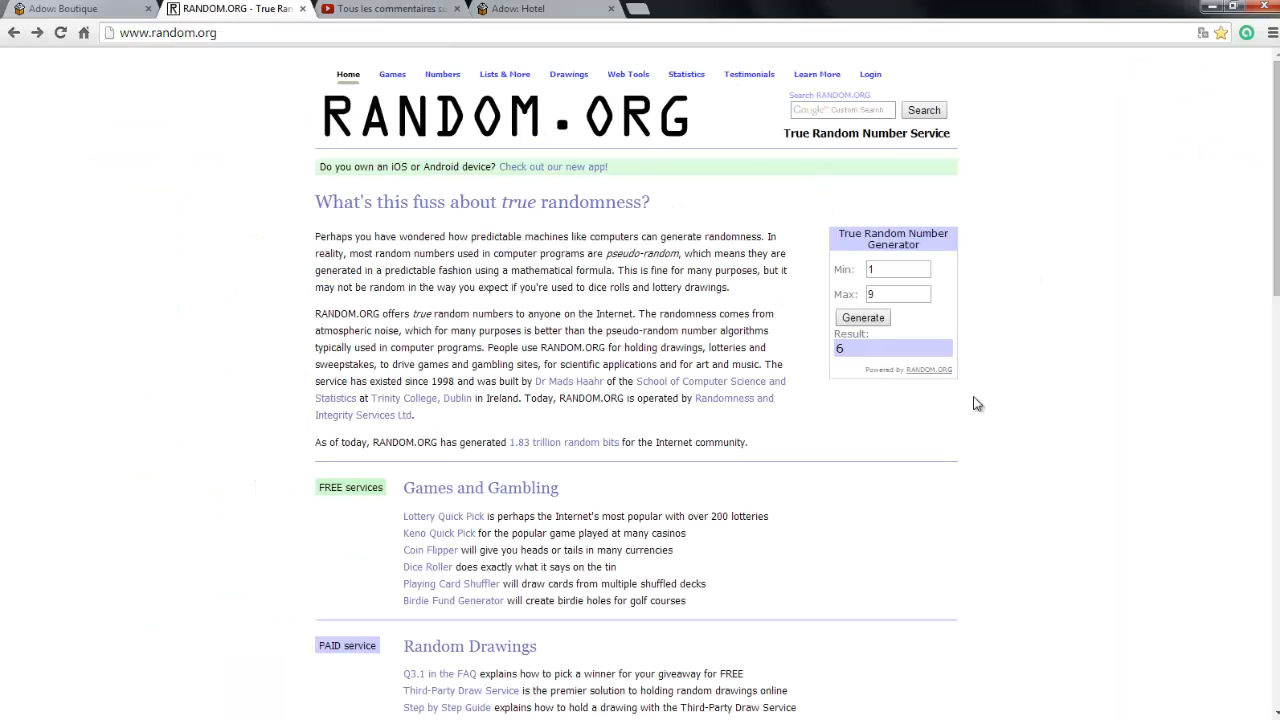 Adow: Boutique
RANDOM.ORG - True Ran
Tous les commentaires su
Adow: Hotel
www.random.org
Home Games Numbers Lists & More Drawings Web Tools Statistics Testimonials Learn More Login
RANDOM.ORG
Search RANDOM.ORG
Google™ Custom Search
Search
True Random Number Service
Do you own an iOS or Android device? Check out our new app!
What's this fuss about true randomness?
Perhaps you have wondered how predictable machines like computers can generate randomness. In
reality, most random numbers used in computer programs are pseudo-random, which means they are
generated in a predictable fashion using a mathematical formula. This is fine for many purposes, but it
may not be random in the way you expect if you're used to dice rolls and lottery drawings.
RANDOM.ORG offers true random numbers to anyone on the Internet. The randomness comes from
atmospheric noise, which for many purposes is better than the pseudo-random number algorithms
typically used in computer programs. People use RANDOM.ORG for holding drawings, lotteries and
sweepstakes, to drive games and gambling sites, for scientific applications and for art and music. The
service has existed since 1998 and was built by Dr Mads Haahr of the School of Computer Science and
Statistics at Trinity College, Dublin in Ireland. Today, RANDOM.ORG is operated by Randomness and
Integrity Services Ltd.
As of today, RANDOM.ORG has generated 1.83 trillion random bits for the Internet community.
True Random Number
Generator
Min: 1
Max: 9
Generate
Result:
6
Powered by RANDOM.ORG
FREE services
Games and Gambling
Lottery Quick Pick is perhaps the Internet's most popular with over 200 lotteries
Keno Quick Pick for the popular game played at many casinos
Coin Flipper will give you heads or tails in many currencies
Dice Roller does exactly what it says on the tin
Playing Card Shuffler will draw cards from multiple shuffled decks
Birdie Fund Generator will create birdie holes for golf courses
PAID service
Random Drawings
Q3.1 in the FAQ explains how to pick a winner for your giveaway for FREE
Third-Party Draw Service is the premier solution to holding random drawings online
Step by Step Guide explains how to hold a drawing with the Third-Party Draw Service